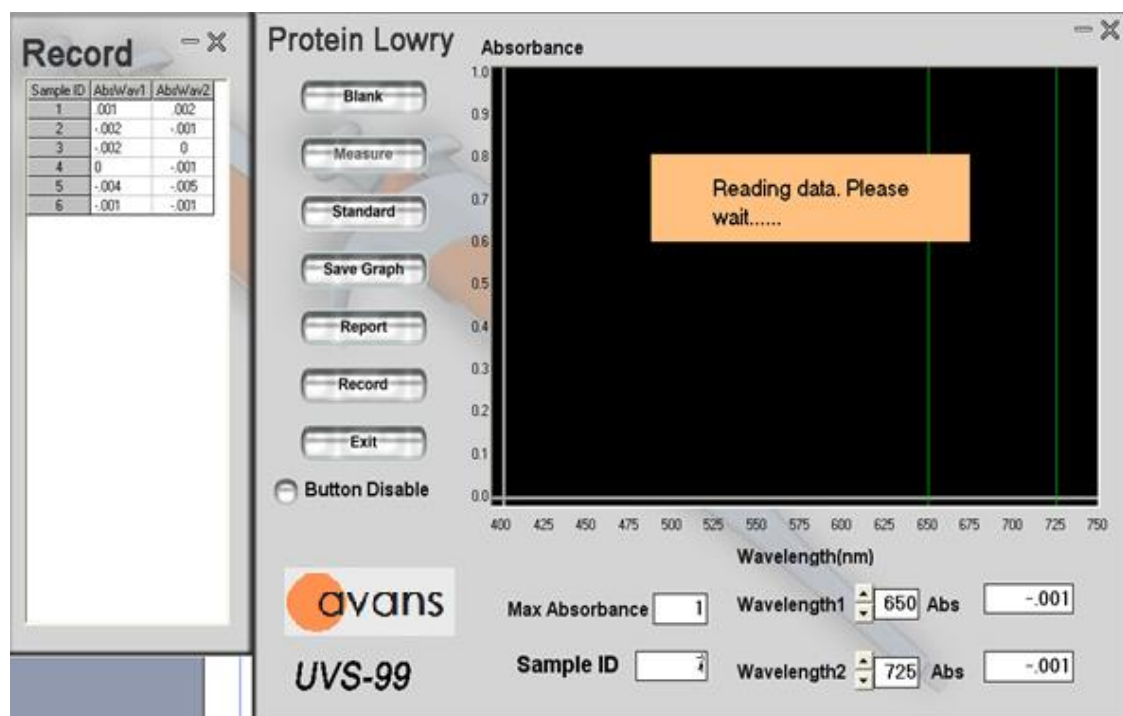 Record
Sample ID AbsWav1 AbsWav2
1 .001 .002
2 -.002 -.001
3 -.002 0
4 0 -.001
5 -.004 -.005
6 -.001 -.001
Protein Lowry
Blank
Measure
Standard
Save Graph
Report
Record
Exit
Button Disable
avans
UVS-99
Absorbance
1.0
0.9
0.8
0.7
0.6
0.5
0.4
0.3
0.2
0.1
0.0
Reading data. Please
wait......
400 425 450 475 500 525 550 575 600 625 650 675 700 725 750
Wavelength(nm)
Max Absorbance 1
Wavelength1 650 Abs -.001
Sample ID 7
Wavelength2 725 Abs -.001